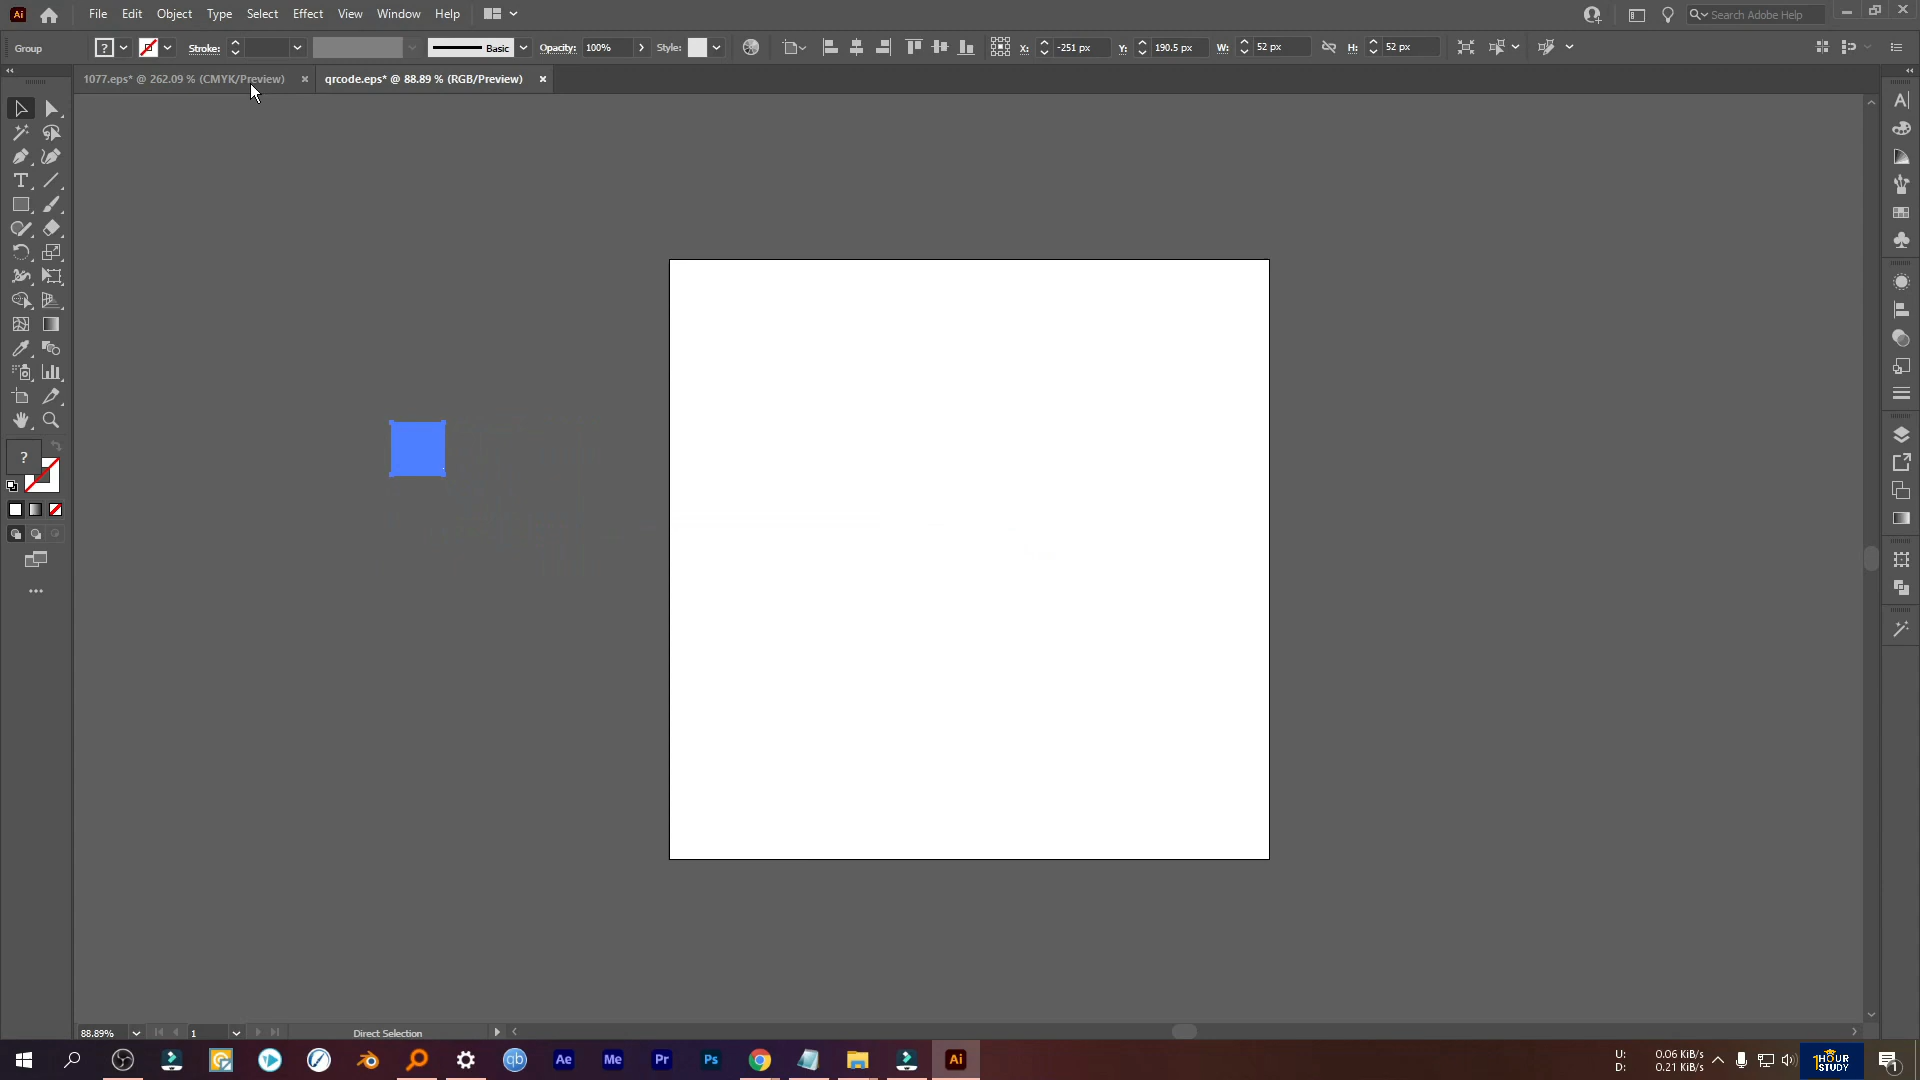 Ai File Edit Object Type Select Effect View Window Help Search Adobe Help
Group ? Stroke: Basic Opacity: 100% Style: X: -251 px Y: 190.5 px W: 52 px H: 52 px
1077.eps* @ 262.09 % (CMYK/Preview) × qrcode.eps* @ 88.89 % (RGB/Preview) ×
?
88.89% 1 Direct Selection
qb Ae Me Pr Ps Ai
U: 0.06 KiB/s
D: 0.21 KiB/s
1HOUR
STUDY
1